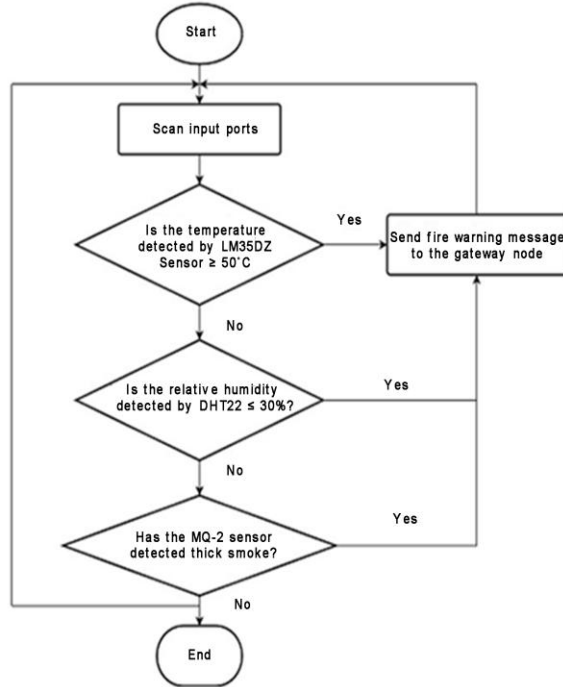 Start
Scan input ports
Is the temperature
detected by LM35DZ
Sensor ≥ 50°C
Yes
Send fire warning message
to the gateway node
No
Is the relative humidity
detected by DHT22 ≤ 30%?
Yes
No
Has the MQ-2 sensor
detected thick smoke?
Yes
No
End